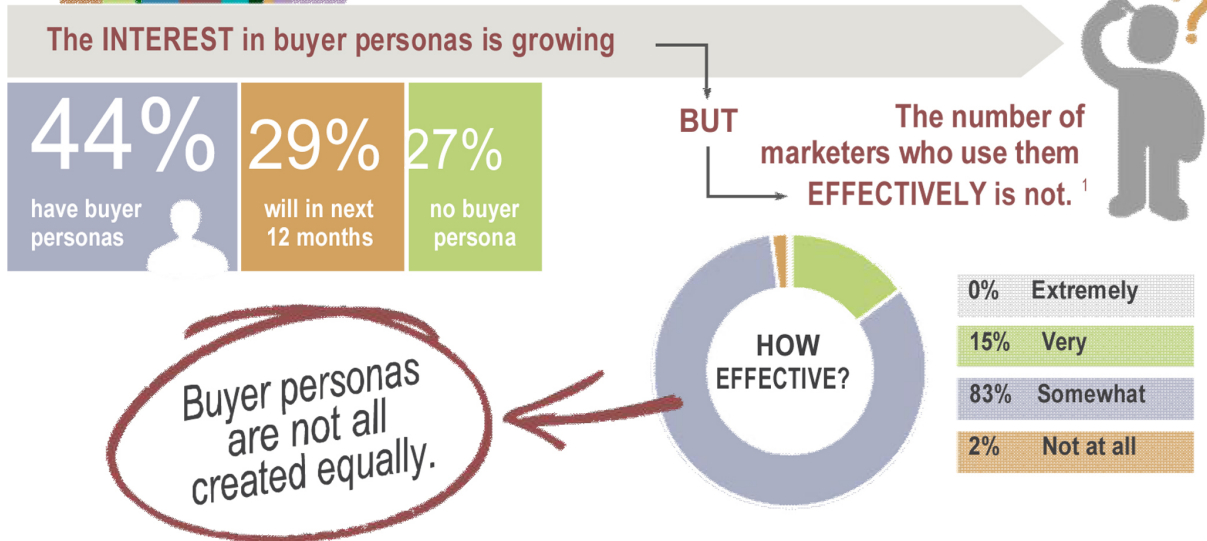 The INTEREST in buyer personas is growing
44%
have buyer
personas
29%
will in next
12 months
27%
no buyer
persona
BUT
The number of
marketers who use them
EFFECTIVELY is not. 1
?
HOW
EFFECTIVE?
0% Extremely
15% Very
83% Somewhat
2% Not at all
Buyer personas
are not all
created equally.